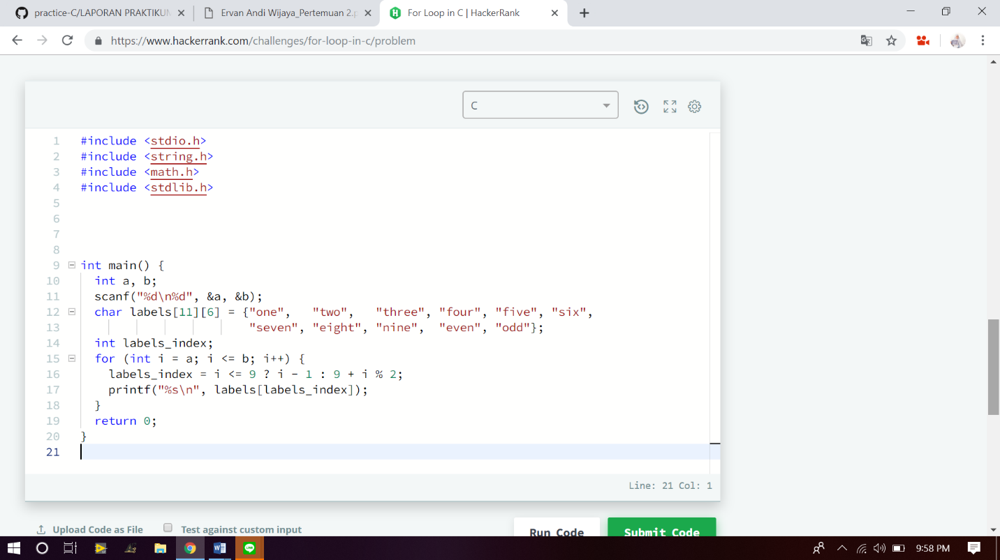 practice-C/LAPORAN PRAKTIKUM
Ervan Andi Wijaya_Pertemuan 2.p
For Loop in C | HackerRank
https://www.hackerrank.com/challenges/for-loop-in-c/problem
C
1 #include <stdio.h>
2 #include <string.h>
3 #include <math.h>
4 #include <stdlib.h>
5
6
7
8
9 int main() {
10 int a, b;
11 scanf("%d\n%d", &a, &b);
12 char labels[11][6] = {"one", "two", "three", "four", "five", "six",
13 "seven", "eight", "nine", "even", "odd"};
14 int labels_index;
15 for (int i = a; i <= b; i++) {
16 labels_index = i <= 9 ? i - 1 : 9 + i % 2;
17 printf("%s\n", labels[labels_index]);
18 }
19 return 0;
20 }
21
Line: 21 Col: 1
Upload Code as File
Test against custom input
Run Code
Submit Code
9:58 PM